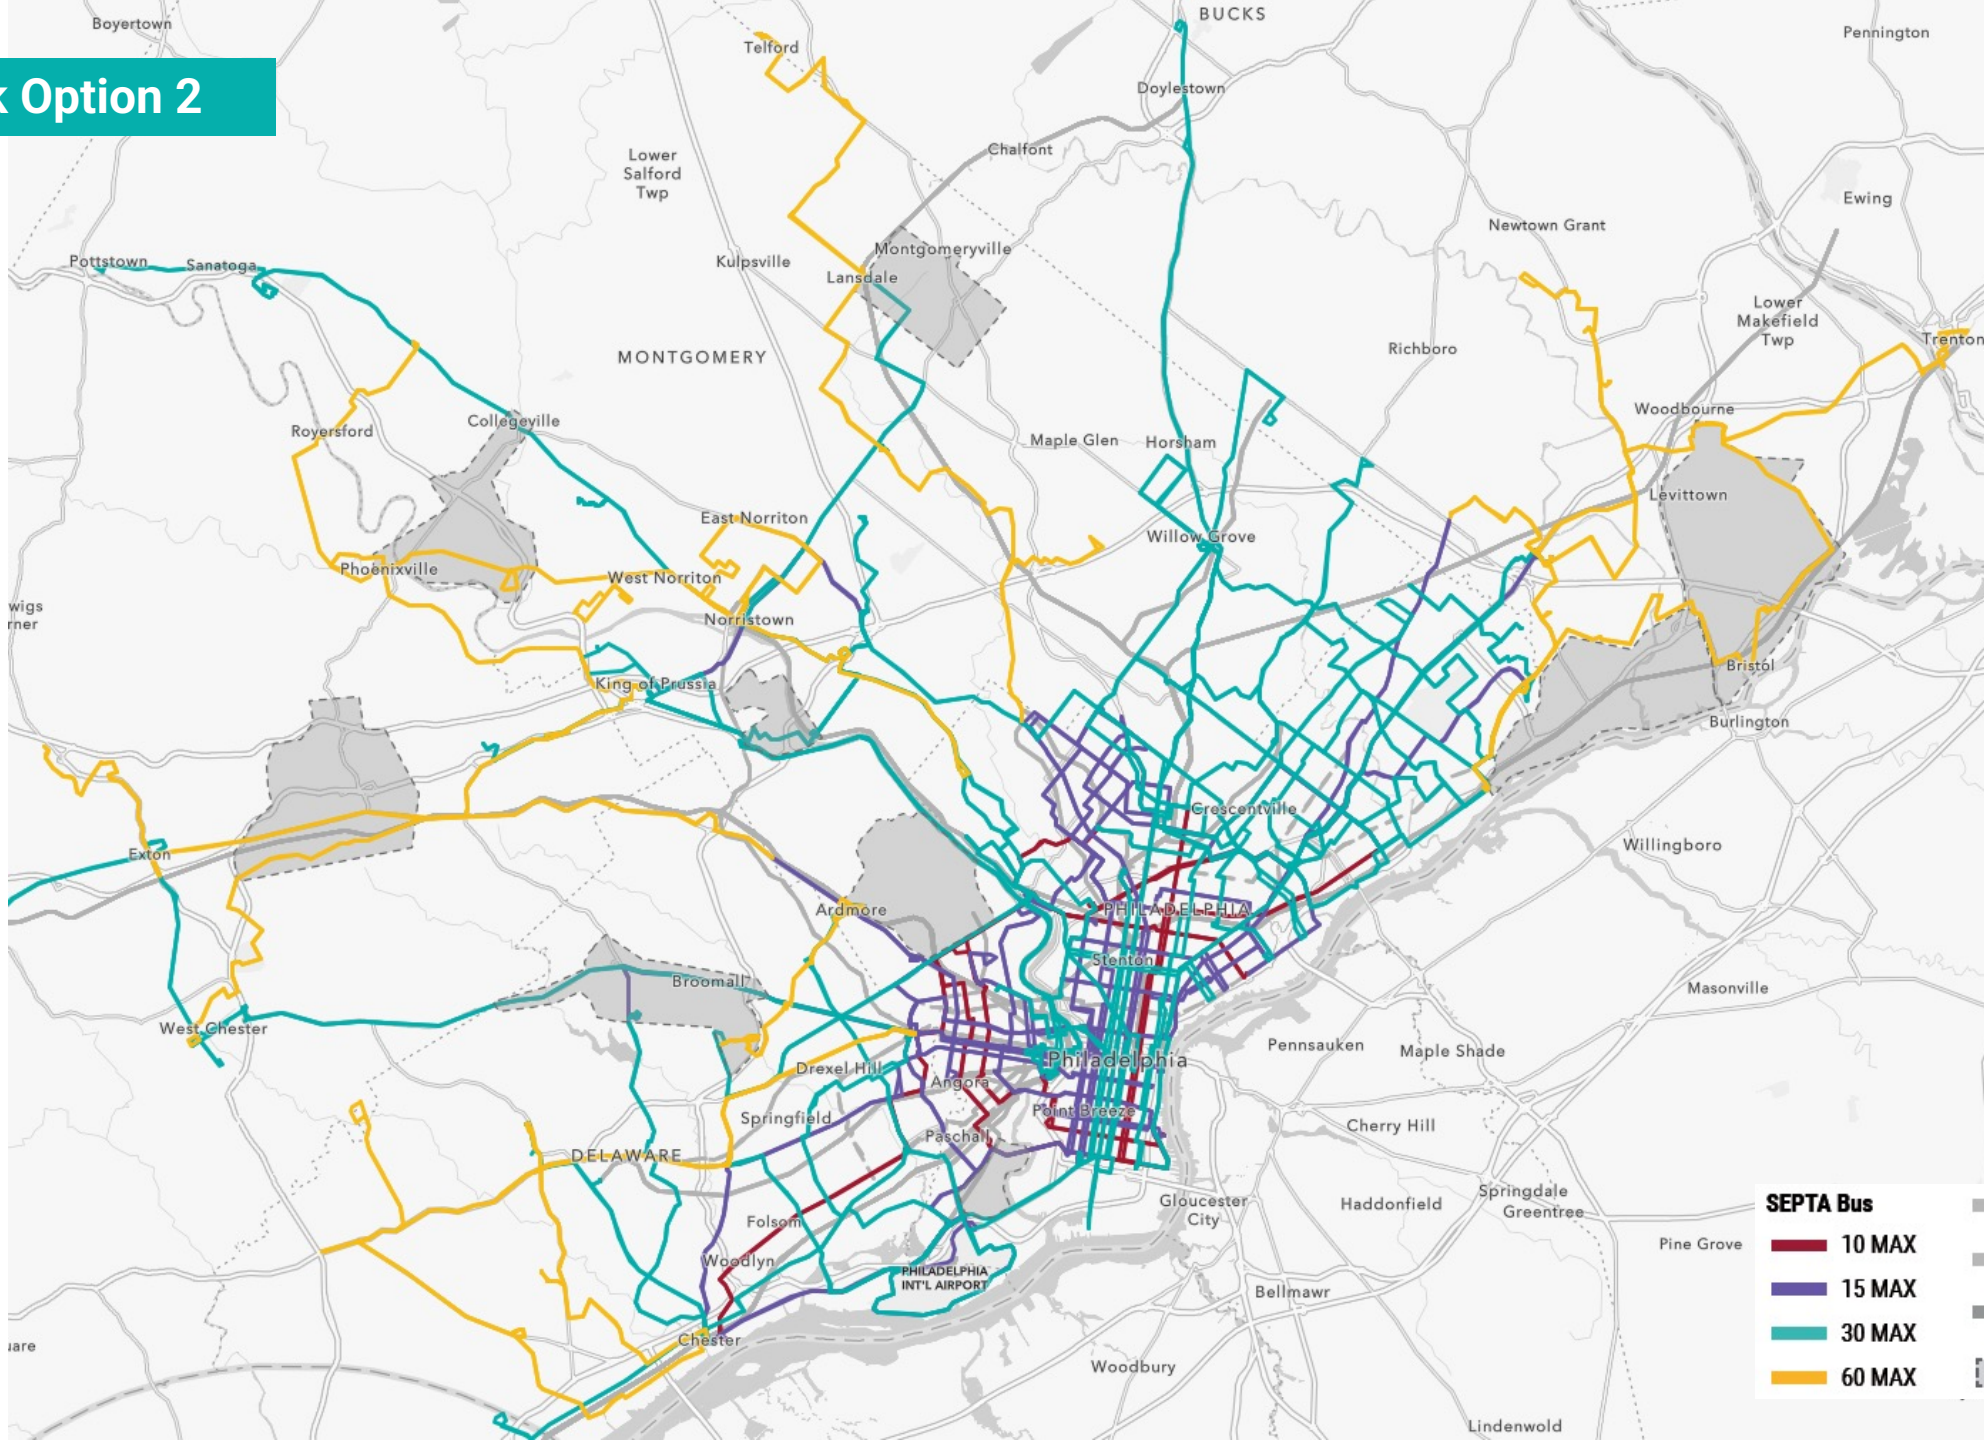 Boyertown
BUCKS
Telford
Pennington
k Option 2
Doylestown
Chalfont
Lower
Salford
Twp
Ewing
Newtown Grant
Montgomeryville
Pottstown
Sanatoga
Kulpsville
Lansdale
Lower
Makefield
Twp
Trenton
Richboro
MONTGOMERY
Woodbourne
Collegeville
Royersford
Maple Glen
Horsham
Levittown
East Norriton
Willow Grove
Phoenixville
West Norriton
wigs
rner
Norristown
Bristol
King of Prussia
Burlington
Crescentville
Willingboro
Exton
Ardmore
PHILADELPHIA
Stenton
Broomall
Masonville
West Chester
Pennsauken
Maple Shade
Philadelphia
Drexel Hill
Angora
Springfield
Point Breeze
Cherry Hill
Paschall
DELAWARE
Gloucester
City
Haddonfield
Springdale
Greentree
Folsom
Pine Grove
Woodlyn
PHILADELPHIA
INT'L AIRPORT
Bellmawr
Chester
uare
Woodbury
Lindenwold
SEPTA Bus
10 MAX
15 MAX
30 MAX
60 MAX